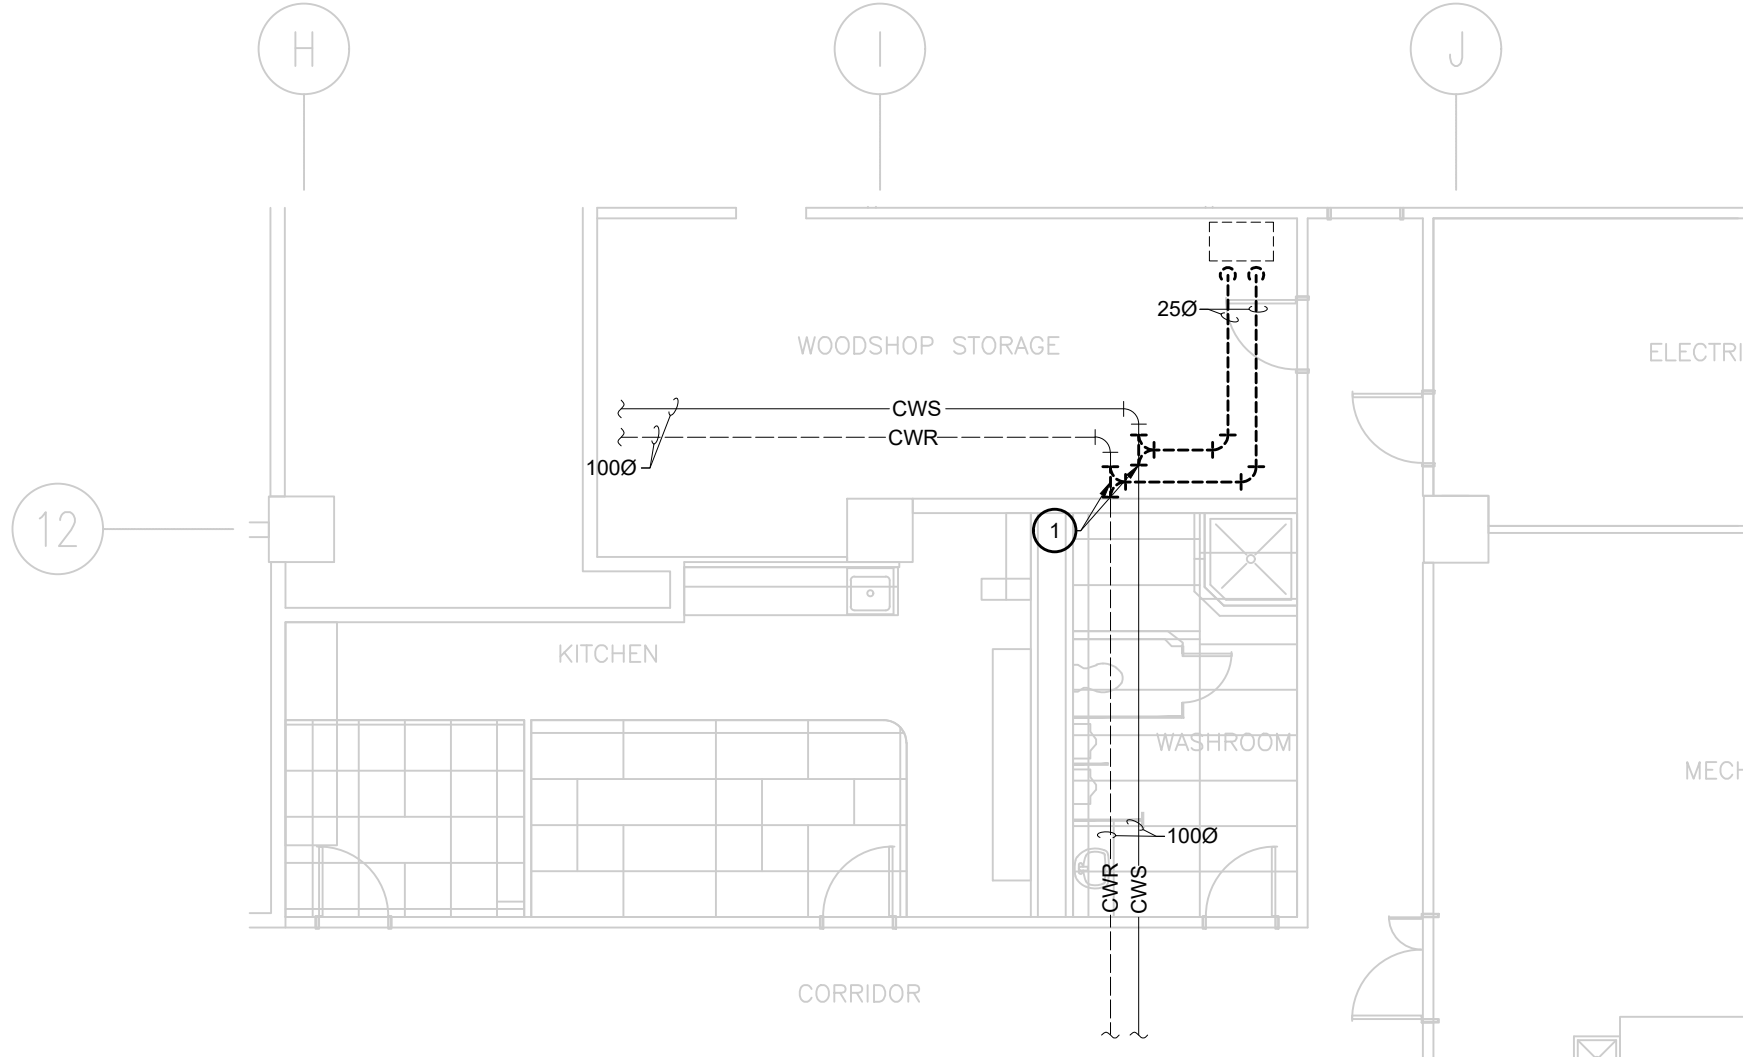 H
I
J
25Ø
WOODSHOP STORAGE
ELECTRI
CWS
CWR
100Ø
12
1
KITCHEN
WASHROOM
MECH
100Ø
CWR
CWS
CORRIDOR